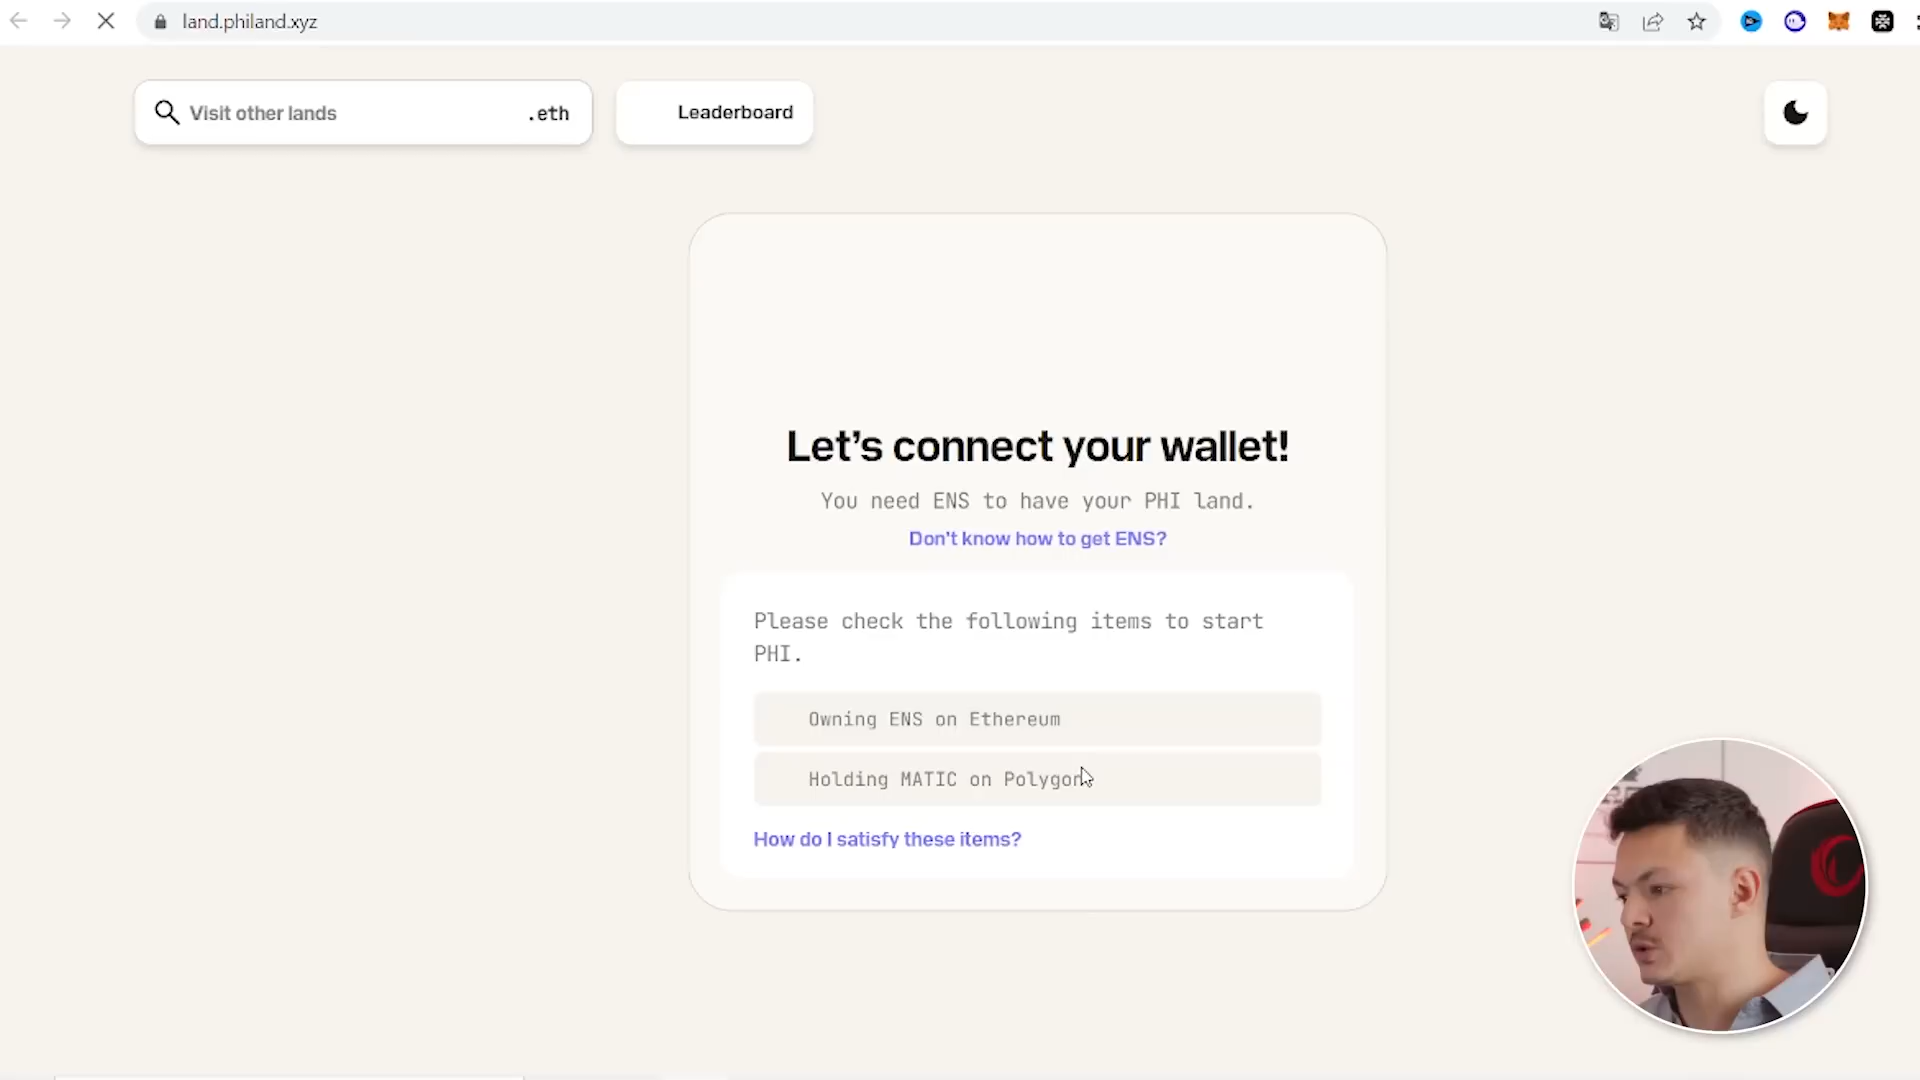 land.philand.xyz
Visit other lands .eth
Leaderboard
Let's connect your wallet!
You need ENS to have your PHI land.
Don't know how to get ENS?
Please check the following items to start
PHI.
Owning ENS on Ethereum
Holding MATIC on Polygon
How do I satisfy these items?